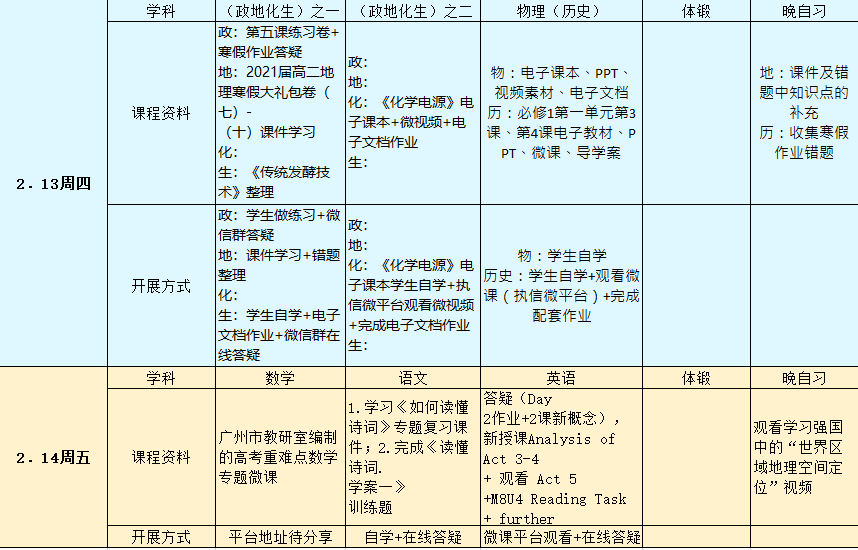 学科
（政地化生）之一
（政地化生）之二
物理（历史）
体锻
晚自习
2．13周四
课程资料
政：第五课练习卷+
寒假作业答疑
地：2021届高二地
理寒假大礼包卷（
七）-
（十）课件学习
化：
生：《传统发酵技
术》整理
政：
地：
化：《化学电源》电
子课本+微视频+电
子文档作业
生：
物：电子课本、PPT、
视频素材、电子文档
历：必修1第一单元第3
课、第4课电子教材、P
PT、微课、导学案
地：课件及错
题中知识点的
补充
历：收集寒假
作业错题
开展方式
政：学生做练习+微
信群答疑
地：课件学习+错题
整理
化：
生：学生自学+电子
文档作业+微信群在
线答疑
政：
地：
化：《化学电源》电
子课本学生自学+执
信微平台观看微视频
+完成电子文档作业
生：
物：学生自学
历史：学生自学+观看微
课（执信微平台）+完成
配套作业
学科
数学
语文
英语
体锻
晚自习
2．14周五
课程资料
广州市教研室编制
的高考重难点数学
专题微课
1.学习《如何读懂
诗词》专题复习课
件；2.完成《读懂
诗词.
学案一》
训练题
答疑（Day
2作业+2课新概念），
新授课Analysis of
Act 3-4
+ 观看 Act 5
+M8U4 Reading Task
+ further
观看学习强国
中的“世界区
域地理空间定
位”视频
开展方式
平台地址待分享
自学+在线答疑
微课平台观看+在线答疑